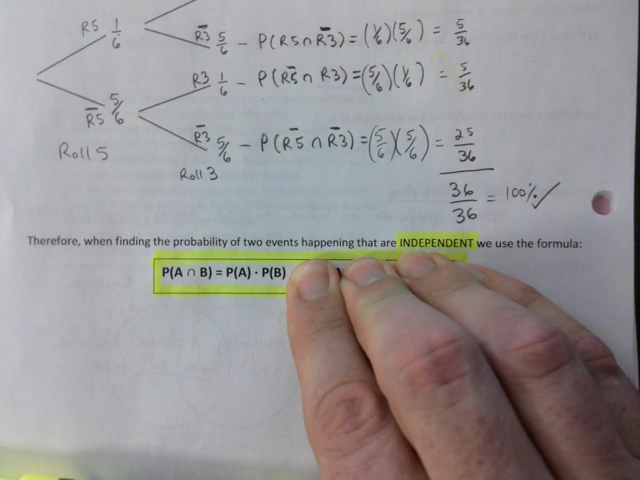 R5 1/6
R̅3̅ 5/6 – P(R5 ∩ R̅3̅) = (1/6)(5/6) = 5/36
R3 1/6 – P(R̅5̅ ∩ R3) = (5/6)(1/6) = 5/36
R̅5̅ 5/6
R̅3̅ 5/6 – P(R̅5̅ ∩ R̅3̅) = (5/6)(5/6) = 25/36
Roll 5
Roll 3
36/36 = 100% ✓
Therefore, when finding the probability of two events happening that are INDEPENDENT we use the formula:
P(A ∩ B) = P(A) · P(B)